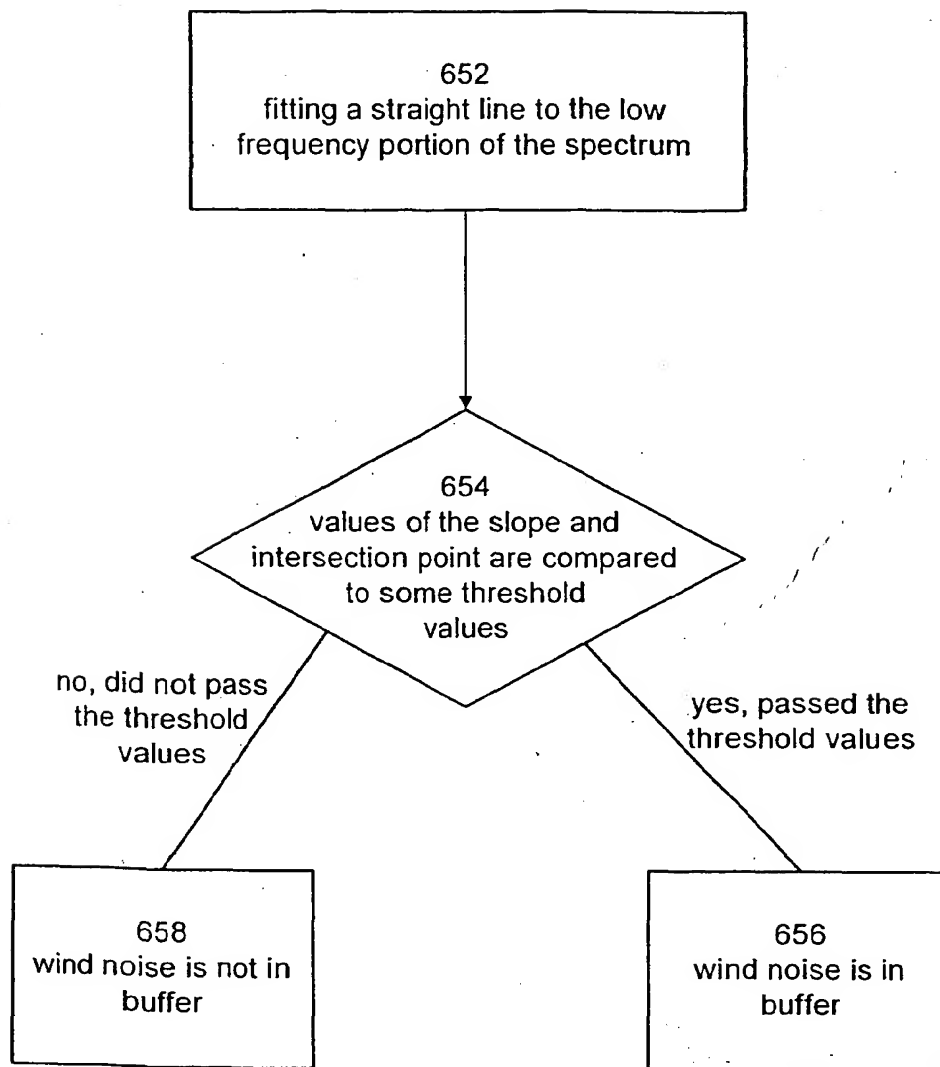 652
fitting a straight line to the low
frequency portion of the spectrum
654
values of the slope and
intersection point are compared
to some threshold
values
no, did not pass
the threshold
values
yes, passed the
threshold values
658
wind noise is not in
buffer
656
wind noise is in
buffer